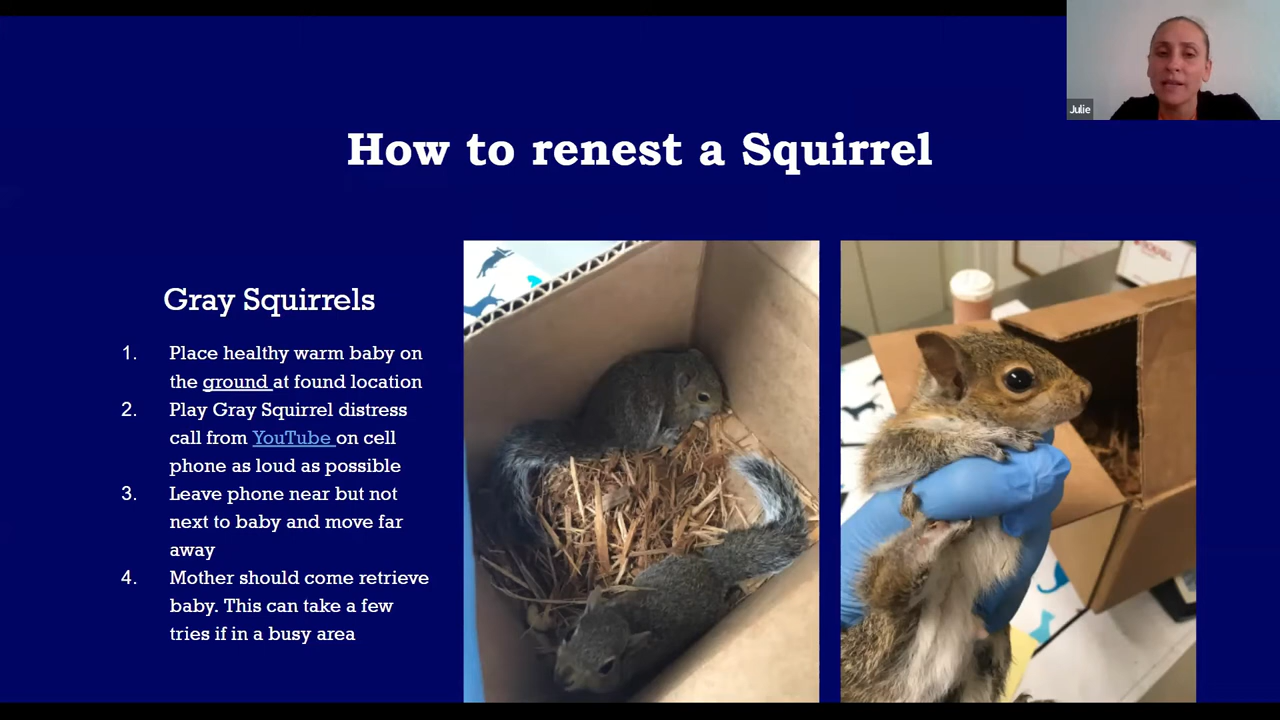 Julie
How to renest a Squirrel
Gray Squirrels
1. Place healthy warm baby on
the ground at found location
2. Play Gray Squirrel distress
call from YouTube on cell
phone as loud as possible
3. Leave phone near but not
next to baby and move far
away
4. Mother should come retrieve
baby. This can take a few
tries if in a busy area